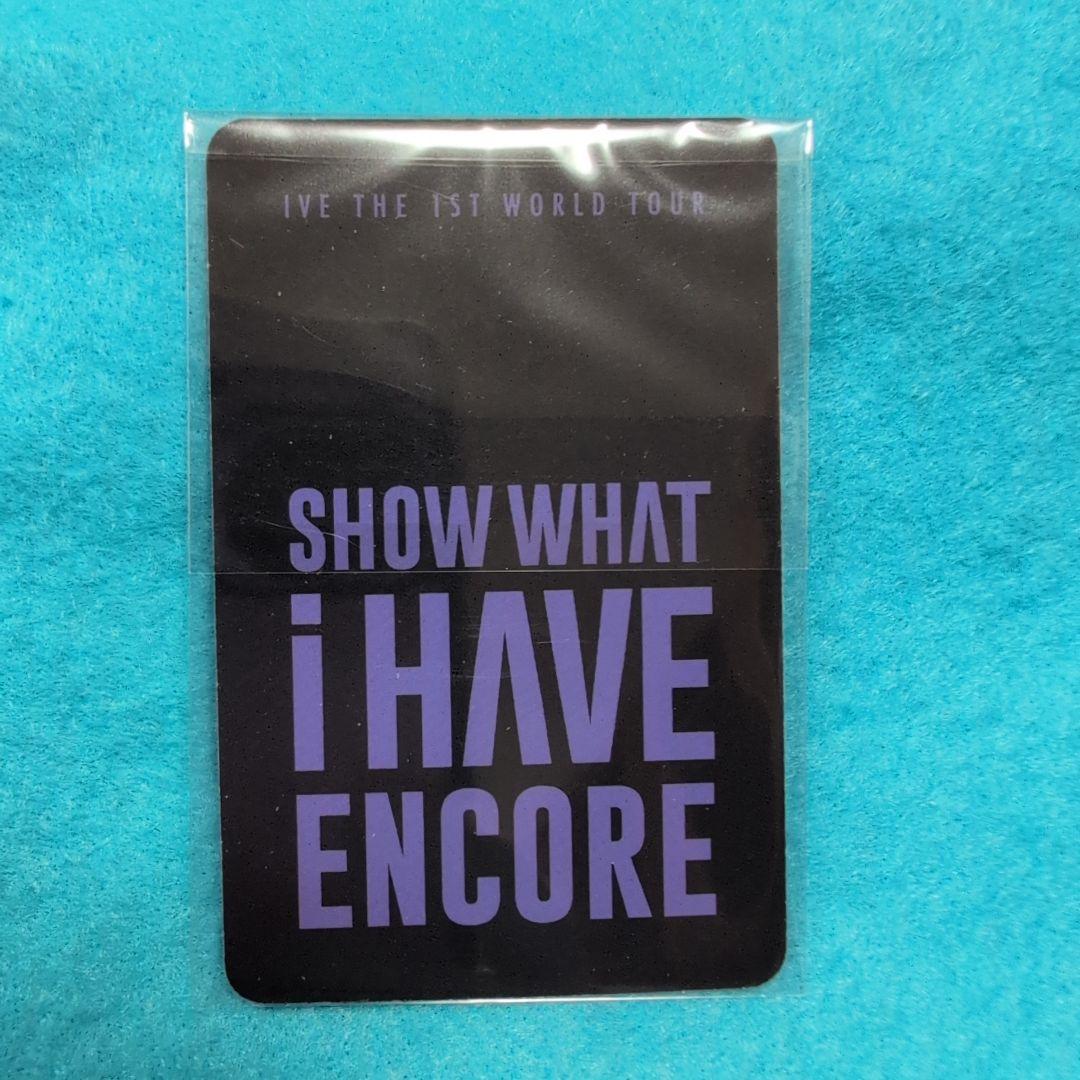 IVE THE 1ST WORLD TOUR
SHOW WHAT
i HAVE
ENCORE